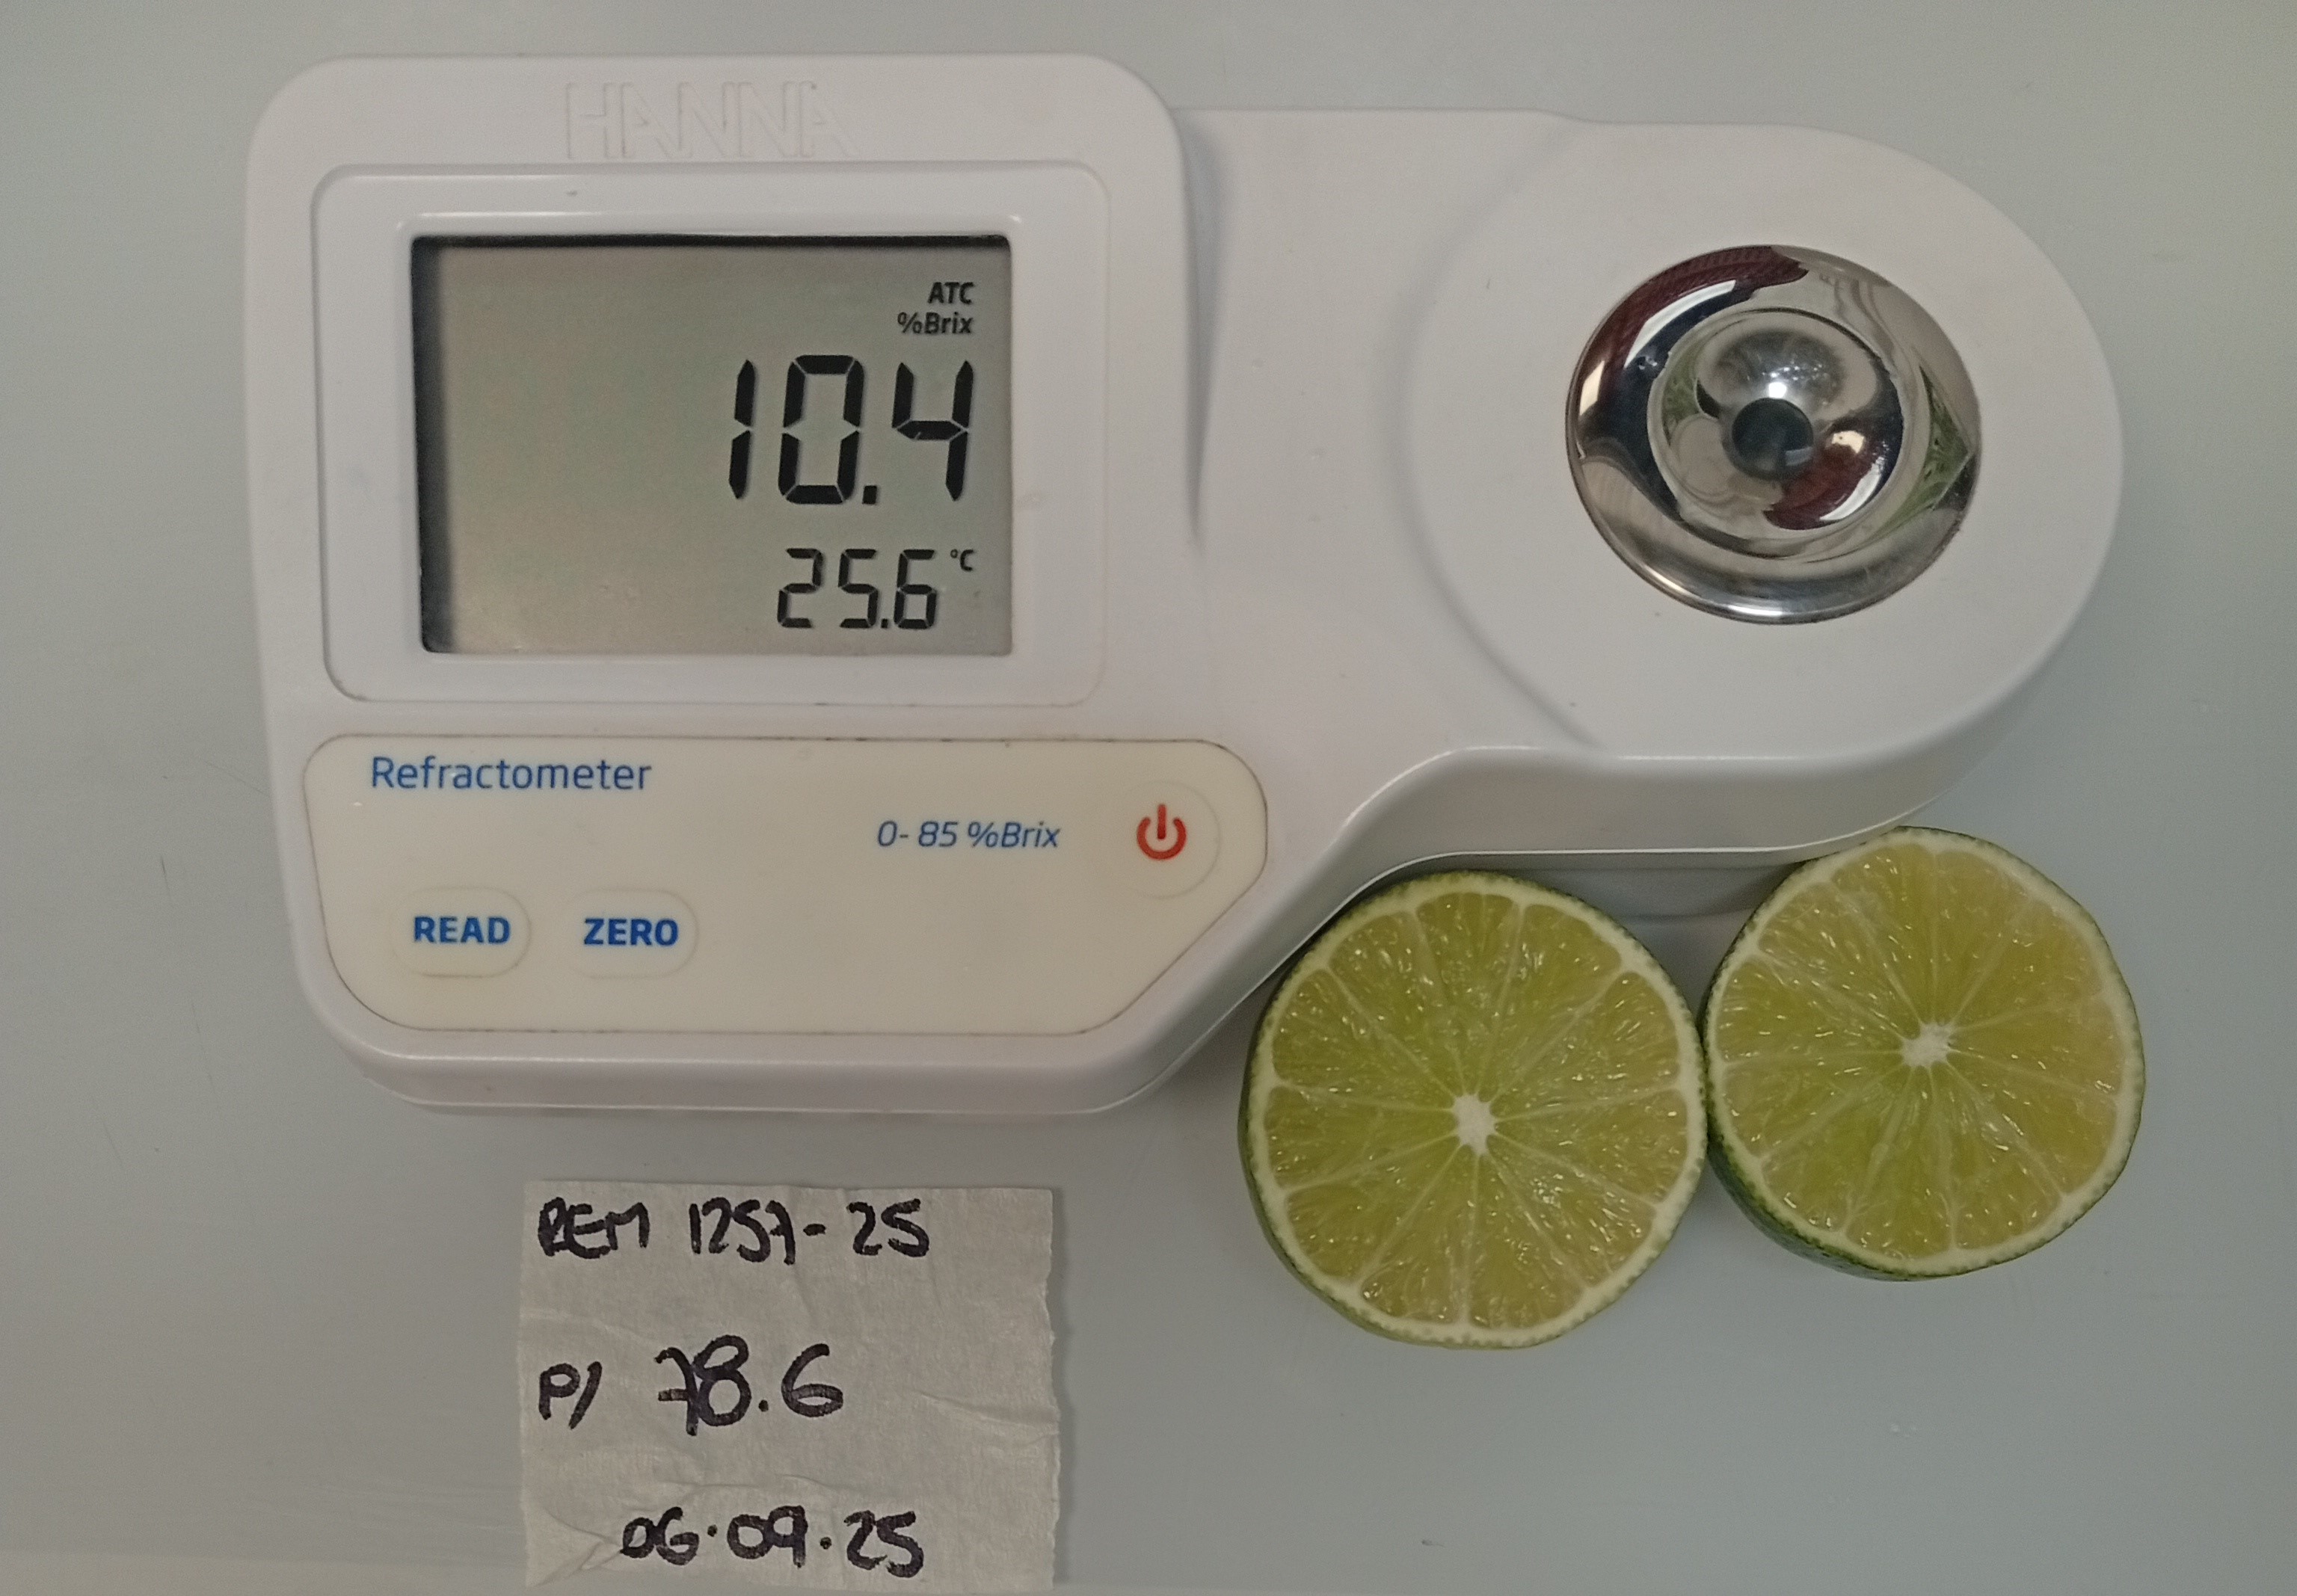 HANNA
ATC
%Brix
10.4
25.6 °C
Refractometer
0-85 %Brix
READ ZERO
REM 1257-25
P/ 78.6
06.09.25